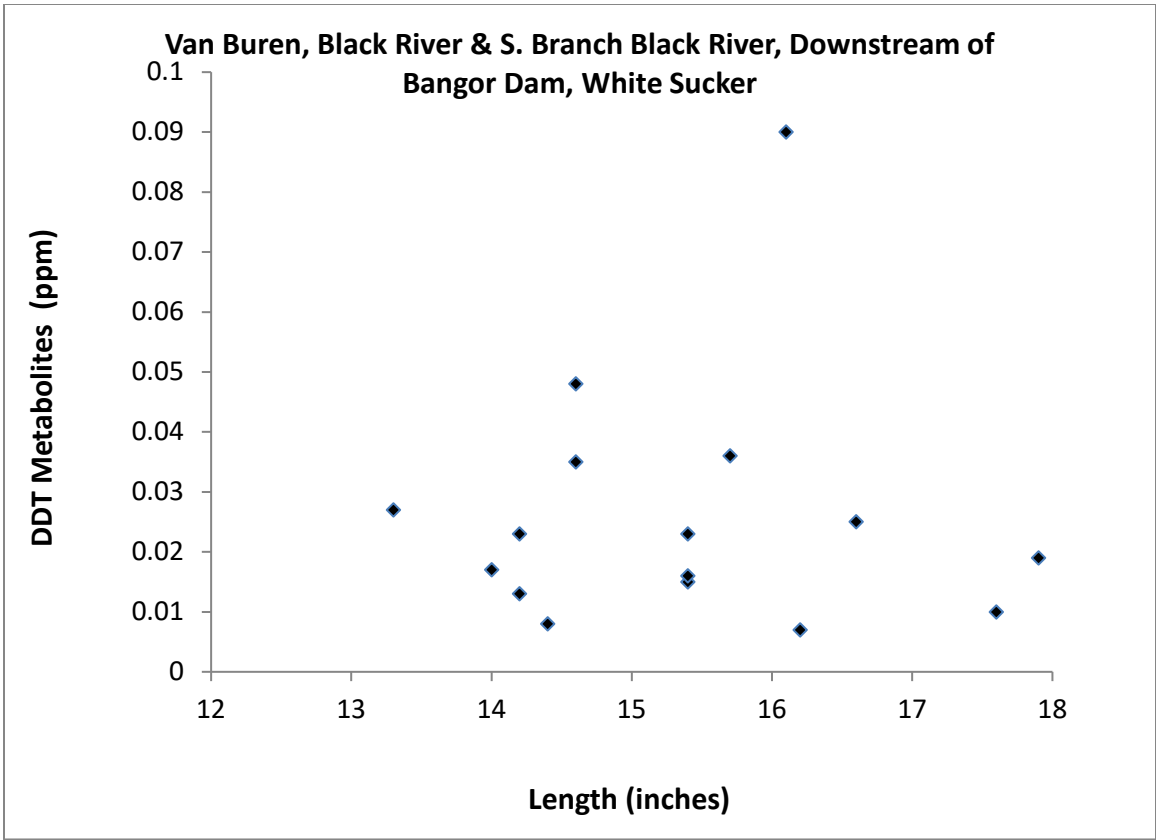 Van Buren, Black River & S. Branch Black River, Downstream of
Bangor Dam, White Sucker
0.1
0.09
0.08
0.07
0.06
0.05
0.04
0.03
0.02
0.01
0
DDT Metabolites (ppm)
12 13 14 15 16 17 18
Length (inches)